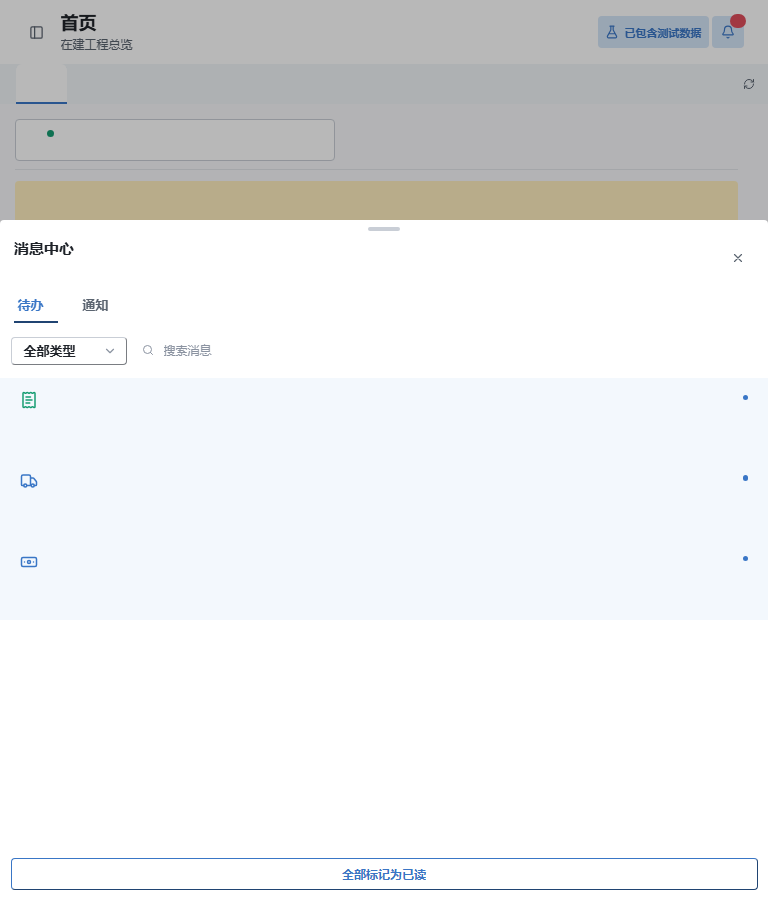 首页
在建工程总览
已包含测试数据
消息中心
待办
通知
全部类型
搜索消息
全部标记为已读